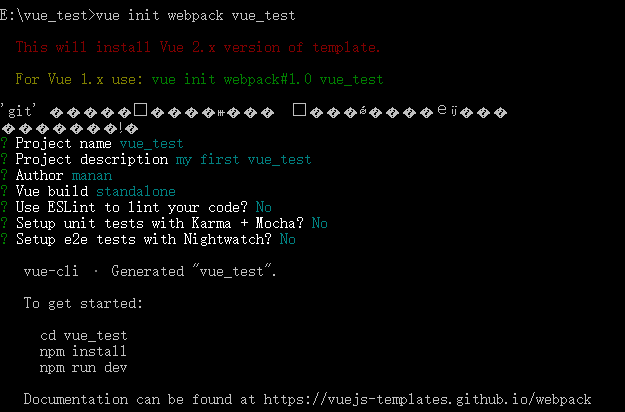 E:\vue_test>vue init webpack vue_test
This will install Vue 2.x version of template.
For Vue 1.x use: vue init webpack#1.0 vue_test
'git'
? Project name vue_test
? Project description my first vue_test
? Author manan
? Vue build standalone
? Use ESLint to lint your code? No
? Setup unit tests with Karma + Mocha? No
? Setup e2e tests with Nightwatch? No
vue-cli · Generated "vue_test".
To get started:
cd vue_test
npm install
npm run dev
Documentation can be found at https://vuejs-templates.github.io/webpack